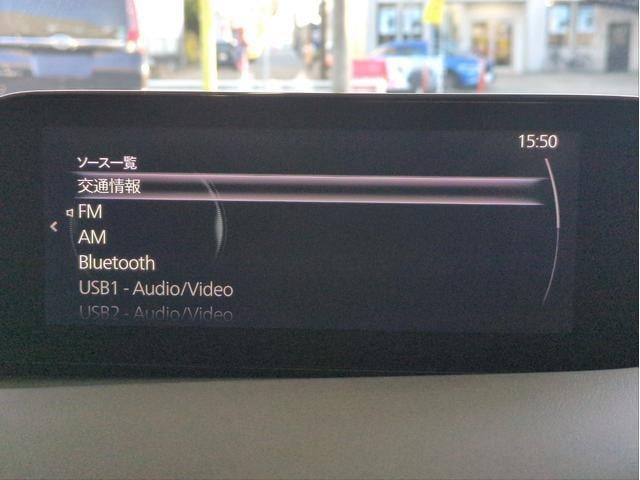 15:50
ソース一覧
交通情報
FM
AM
Bluetooth
USB1 - Audio/Video
USB2 - Audio/Video